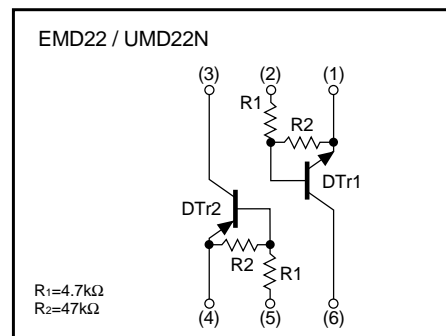 EMD22 / UMD22N
(3) (2) (1)
R1
R2
DTr1
DTr2
R2
R1
R1=4.7kΩ
R2=47kΩ
(4) (5) (6)